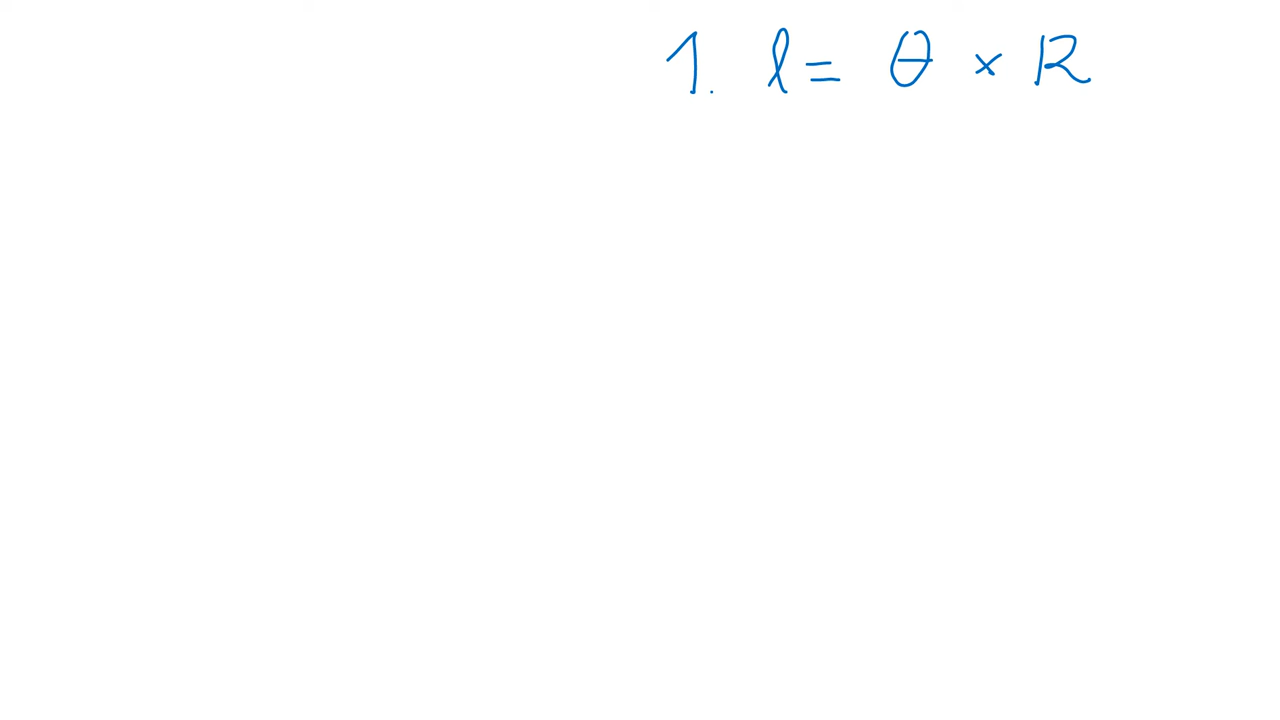 1. l = θ × R